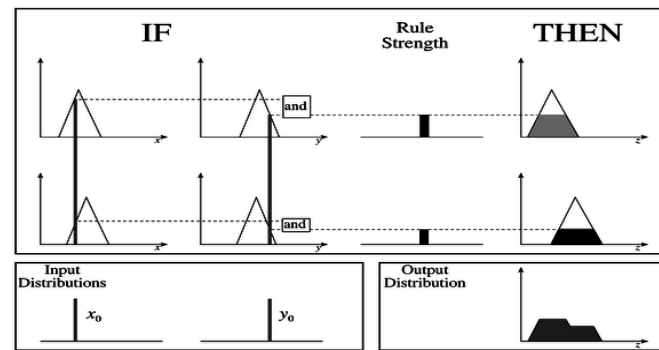 IF
Rule
Strength
THEN
and
x
y
z
and
x
y
z
Input
Distributions
x₀
y₀
Output
Distribution
z